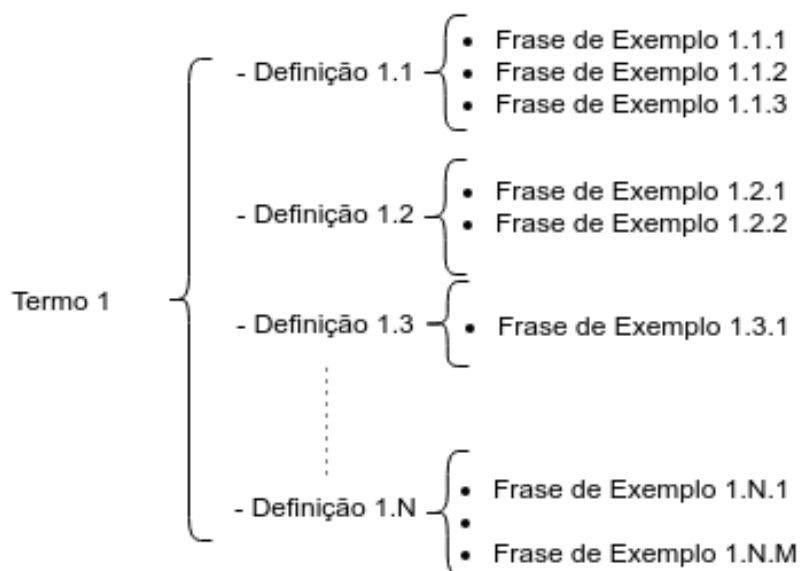 Termo 1
- Definição 1.1
• Frase de Exemplo 1.1.1
• Frase de Exemplo 1.1.2
• Frase de Exemplo 1.1.3
- Definição 1.2
• Frase de Exemplo 1.2.1
• Frase de Exemplo 1.2.2
- Definição 1.3
• Frase de Exemplo 1.3.1
- Definição 1.N
• Frase de Exemplo 1.N.1
•
• Frase de Exemplo 1.N.M